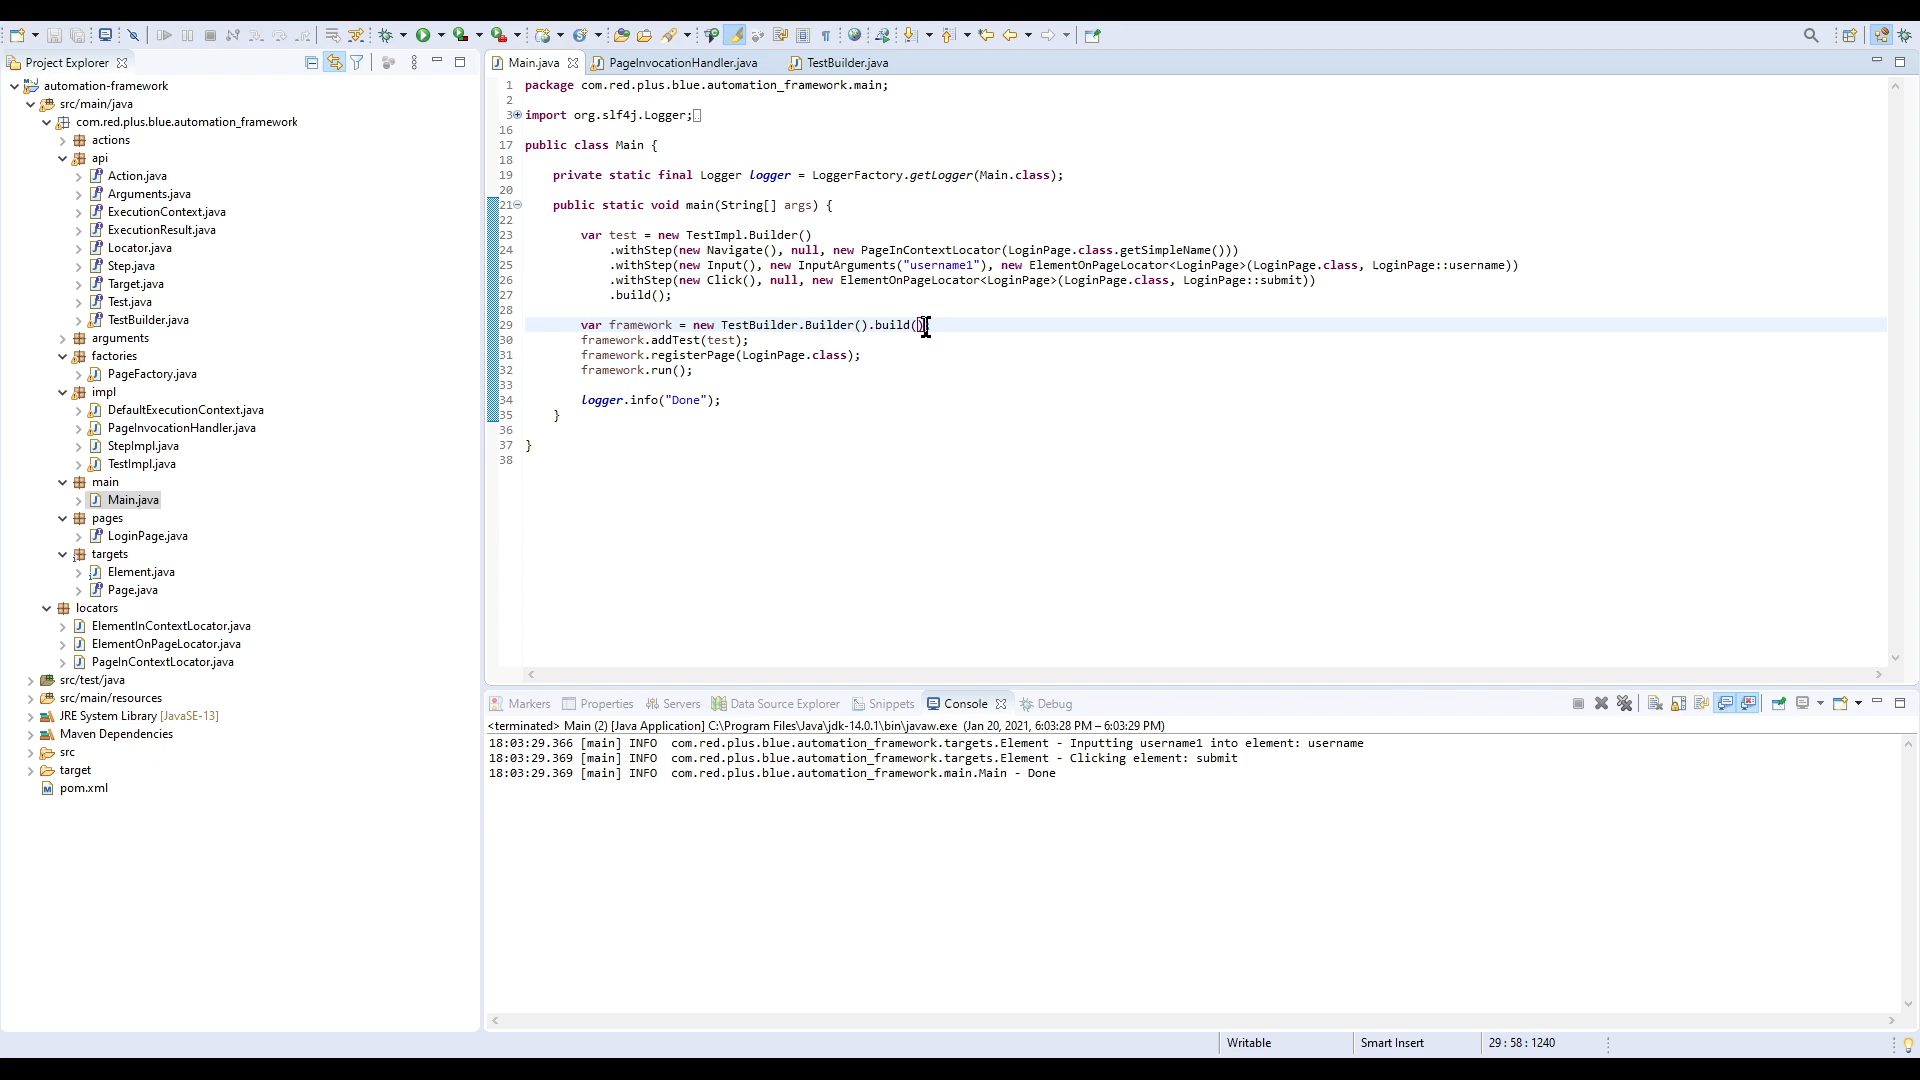 Project Explorer
automation-framework
src/main/java
com.red.plus.blue.automation_framework
actions
api
Action.java
Arguments.java
ExecutionContext.java
ExecutionResult.java
Locator.java
Step.java
Target.java
Test.java
TestBuilder.java
arguments
factories
PageFactory.java
impl
DefaultExecutionContext.java
PageInvocationHandler.java
StepImpl.java
TestImpl.java
main
Main.java
pages
LoginPage.java
targets
Element.java
Page.java
locators
ElementInContextLocator.java
ElementOnPageLocator.java
PageInContextLocator.java
src/test/java
src/main/resources
JRE System Library [JavaSE-13]
Maven Dependencies
src
target
pom.xml
Main.java PageInvocationHandler.java TestBuilder.java
1 package com.red.plus.blue.automation_framework.main;
2
3 import org.slf4j.Logger;
16
17 public class Main {
18
19 private static final Logger logger = LoggerFactory.getLogger(Main.class);
20
21 public static void main(String[] args) {
22
23 var test = new TestImpl.Builder()
24 .withStep(new Navigate(), null, new PageInContextLocator(LoginPage.class.getSimpleName()))
25 .withStep(new Input(), new InputArguments("username1"), new ElementOnPageLocator<LoginPage>(LoginPage.class, LoginPage::username))
26 .withStep(new Click(), null, new ElementOnPageLocator<LoginPage>(LoginPage.class, LoginPage::submit))
27 .build();
28
29 var framework = new TestBuilder.Builder().build();
30 framework.addTest(test);
31 framework.registerPage(LoginPage.class);
32 framework.run();
33
34 logger.info("Done");
35 }
36
37 }
38
Markers Properties Servers Data Source Explorer Snippets Console Debug
<terminated> Main (2) [Java Application] C:\Program Files\Java\jdk-14.0.1\bin\javaw.exe (Jan 20, 2021, 6:03:28 PM – 6:03:29 PM)
18:03:29.366 [main] INFO com.red.plus.blue.automation_framework.targets.Element - Inputting username1 into element: username
18:03:29.369 [main] INFO com.red.plus.blue.automation_framework.targets.Element - Clicking element: submit
18:03:29.369 [main] INFO com.red.plus.blue.automation_framework.main.Main - Done
Writable Smart Insert 29 : 58 : 1240